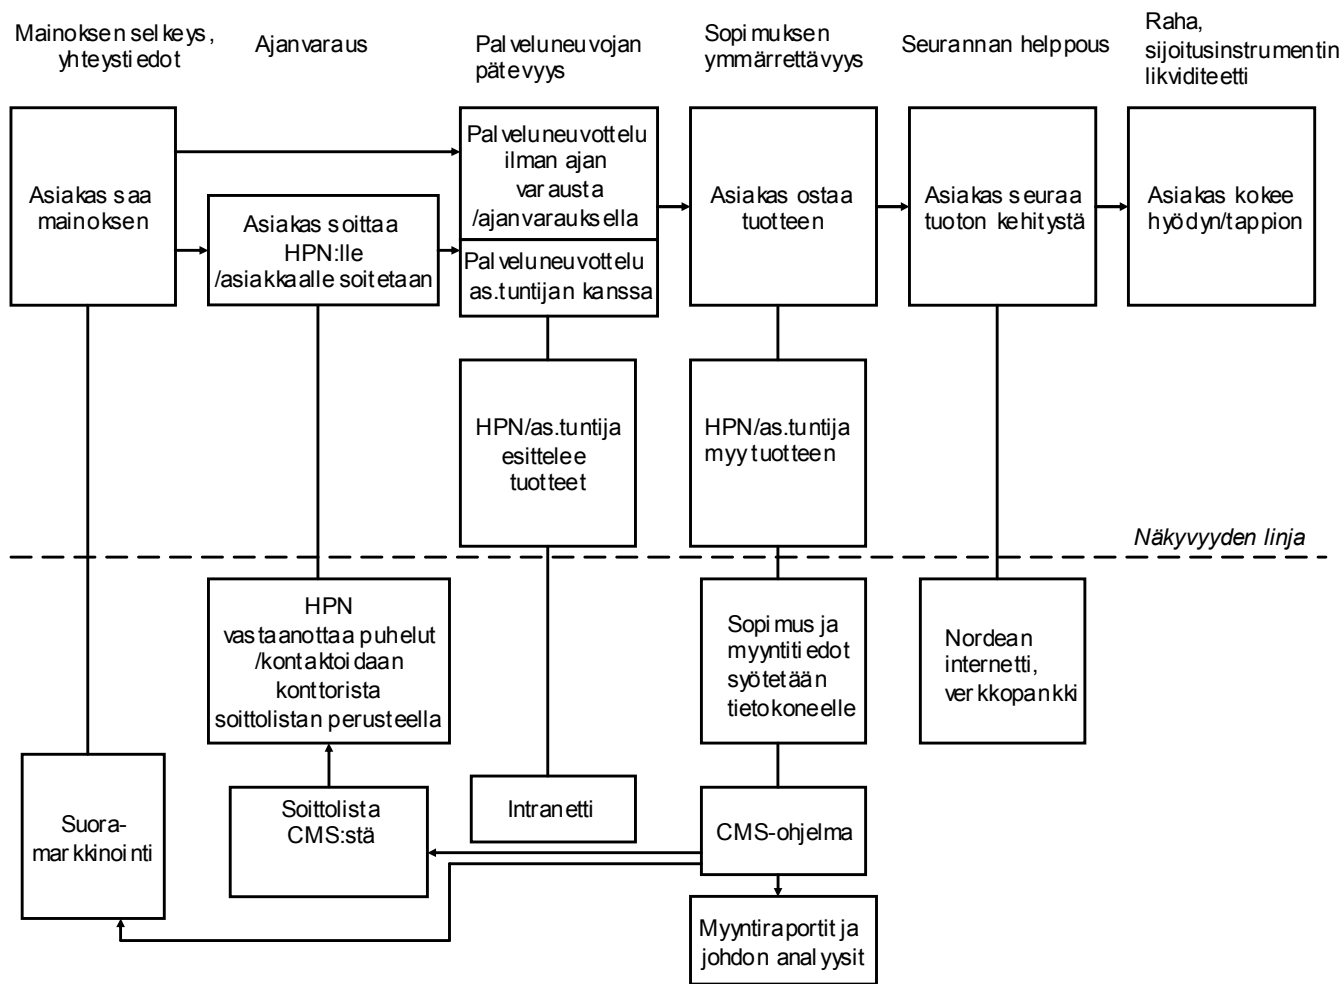 Mainoksen selkeys,
yhteystiedot
Ajanvaraus
Palveluneuvojan
pätevyys
Sopimuksen
ymmärrettävyys
Seurannan helppous
Raha,
sijoitusinstrumentin
likviditeetti
Asiakas saa
mainoksen
Asiakas soittaa
HPN:lle
/asiakkaalle soitetaan
Palveluneuvottelu
ilman ajan
varausta
/ajanvarauksella
Palveluneuvottelu
as.tuntijan kanssa
Asiakas ostaa
tuotteen
Asiakas seuraa
tuoton kehitystä
Asiakas kokee
hyödyn/tappion
HPN/as.tuntija
esittelee
tuotteet
HPN/as.tuntija
myy tuotteen
Näkyvyyden linja
HPN
vastaanottaa puhelut
/kontaktoidaan
konttorista
soittolistan perusteella
Sopimus ja
myyntitiedot
syötetään
tietokoneelle
Nordean
internetti,
verkkopankki
Suora-
markkinointi
Soittolista
CMS:stä
Intranetti
CMS-ohjelma
Myyntiraportit ja
johdon analyysit